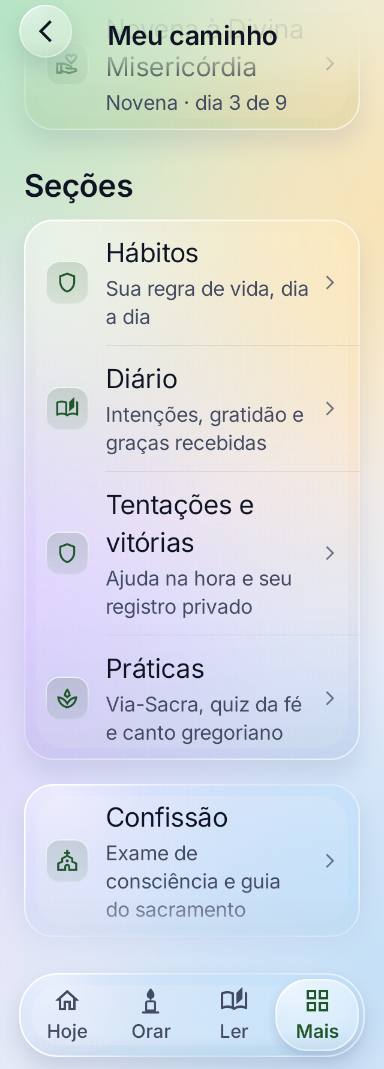 Novena à Divina
Meu caminho
Misericórdia
Novena · dia 3 de 9
Seções
Hábitos
Sua regra de vida, dia
a dia
Diário
Intenções, gratidão e
graças recebidas
Tentações e
vitórias
Ajuda na hora e seu
registro privado
Práticas
Via-Sacra, quiz da fé
e canto gregoriano
Confissão
Exame de
consciência e guia
do sacramento
Hoje
Orar
Ler
Mais